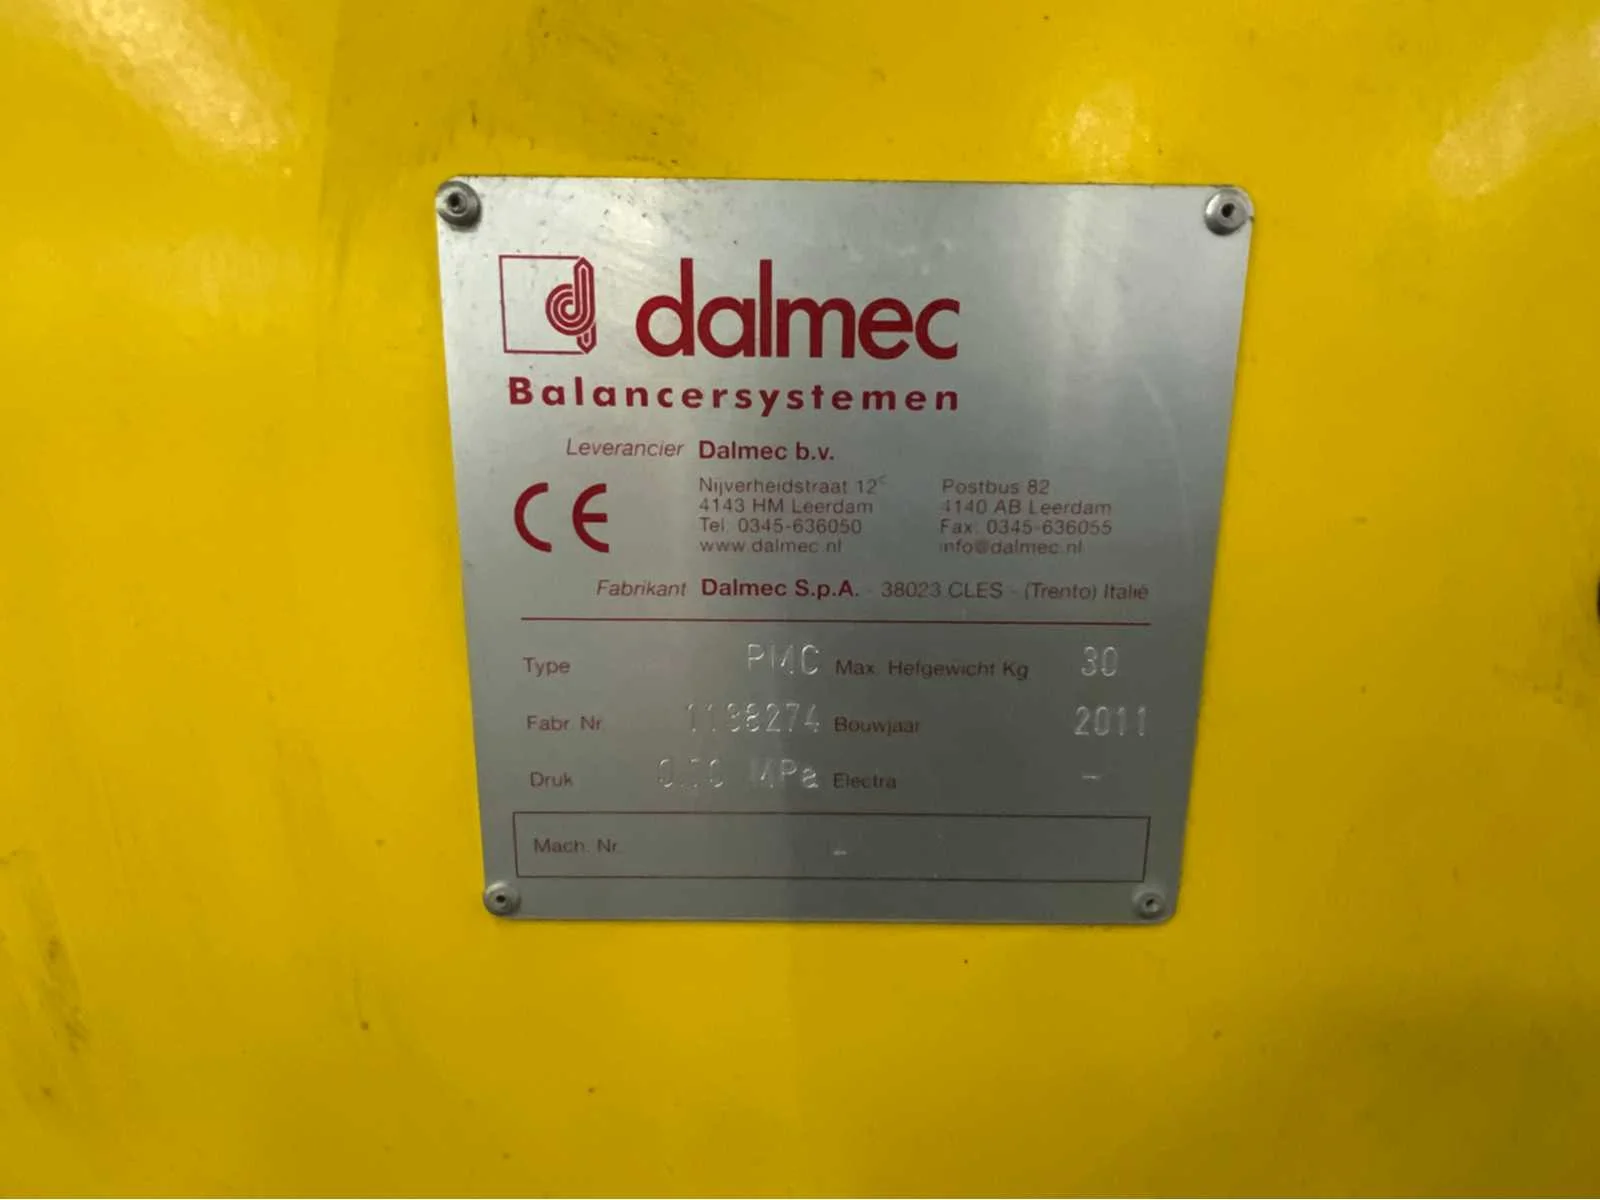 dalmec
Balancersystemen
Leverancier Dalmec b.v.
Nijverheidstraat 12c Postbus 82
4143 HM Leerdam 4140 AB Leerdam
Tel. 0345-636050 Fax. 0345-636055
www.dalmec.nl info@dalmec.nl
CE
Fabrikant Dalmec S.p.A. - 38023 CLES - (Trento) Italië
Type PMC Max. Hefgewicht Kg 30
Fabr. Nr. Bouwjaar 2011
Druk MPa Electra -
Mach. Nr. -